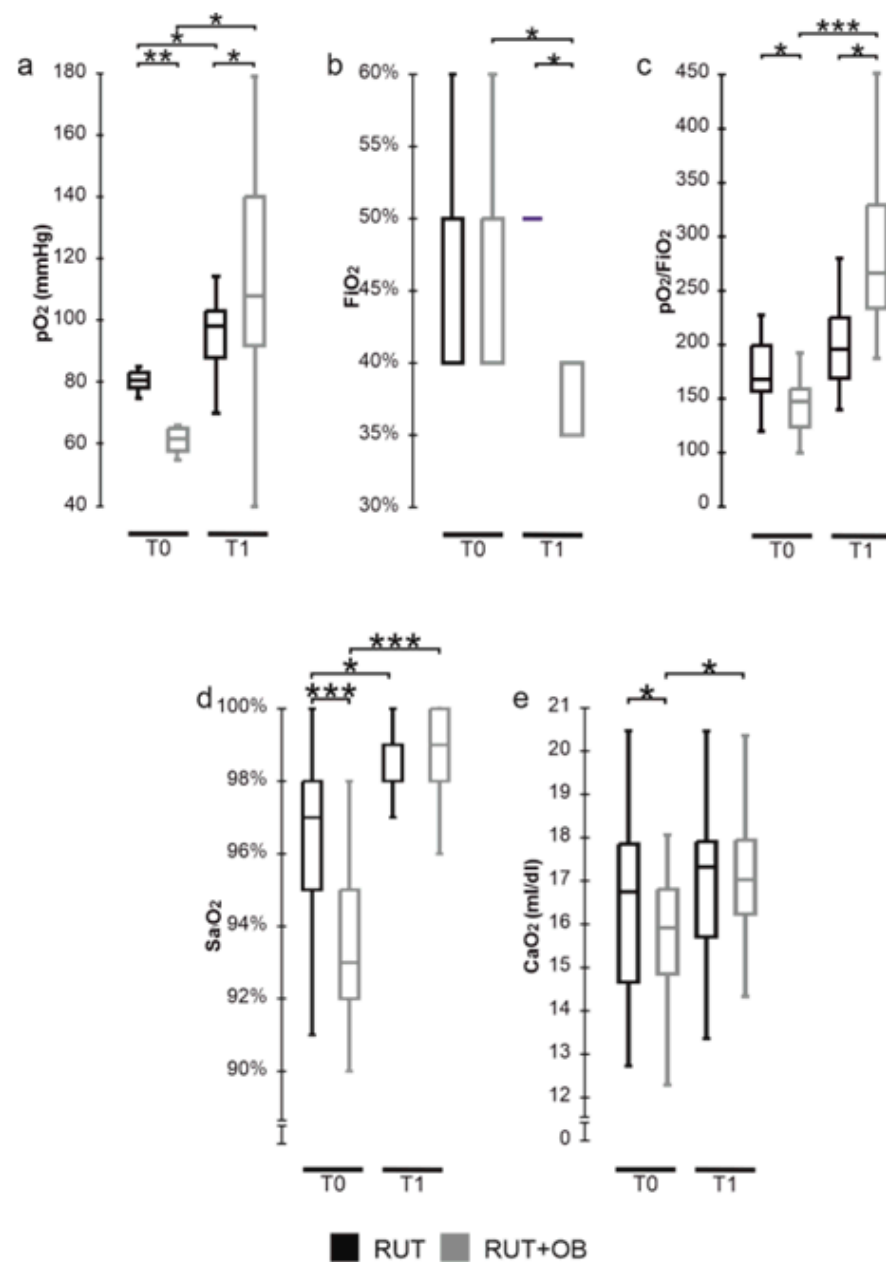 a
*
*
*
**
*
pO2 (mmHg)
180
160
140
120
100
80
60
40
T0
T1
b
*
*
FiO2
60%
55%
50%
45%
40%
35%
30%
T0
T1
c
***
*
*
pO2/FiO2
450
400
350
300
250
200
150
100
0
T0
T1
d
***
*
***
SaO2
100%
98%
96%
94%
92%
90%
T0
T1
e
*
*
CaO2 (ml/dl)
21
20
19
18
17
16
15
14
13
12
0
T0
T1
RUT
RUT+OB